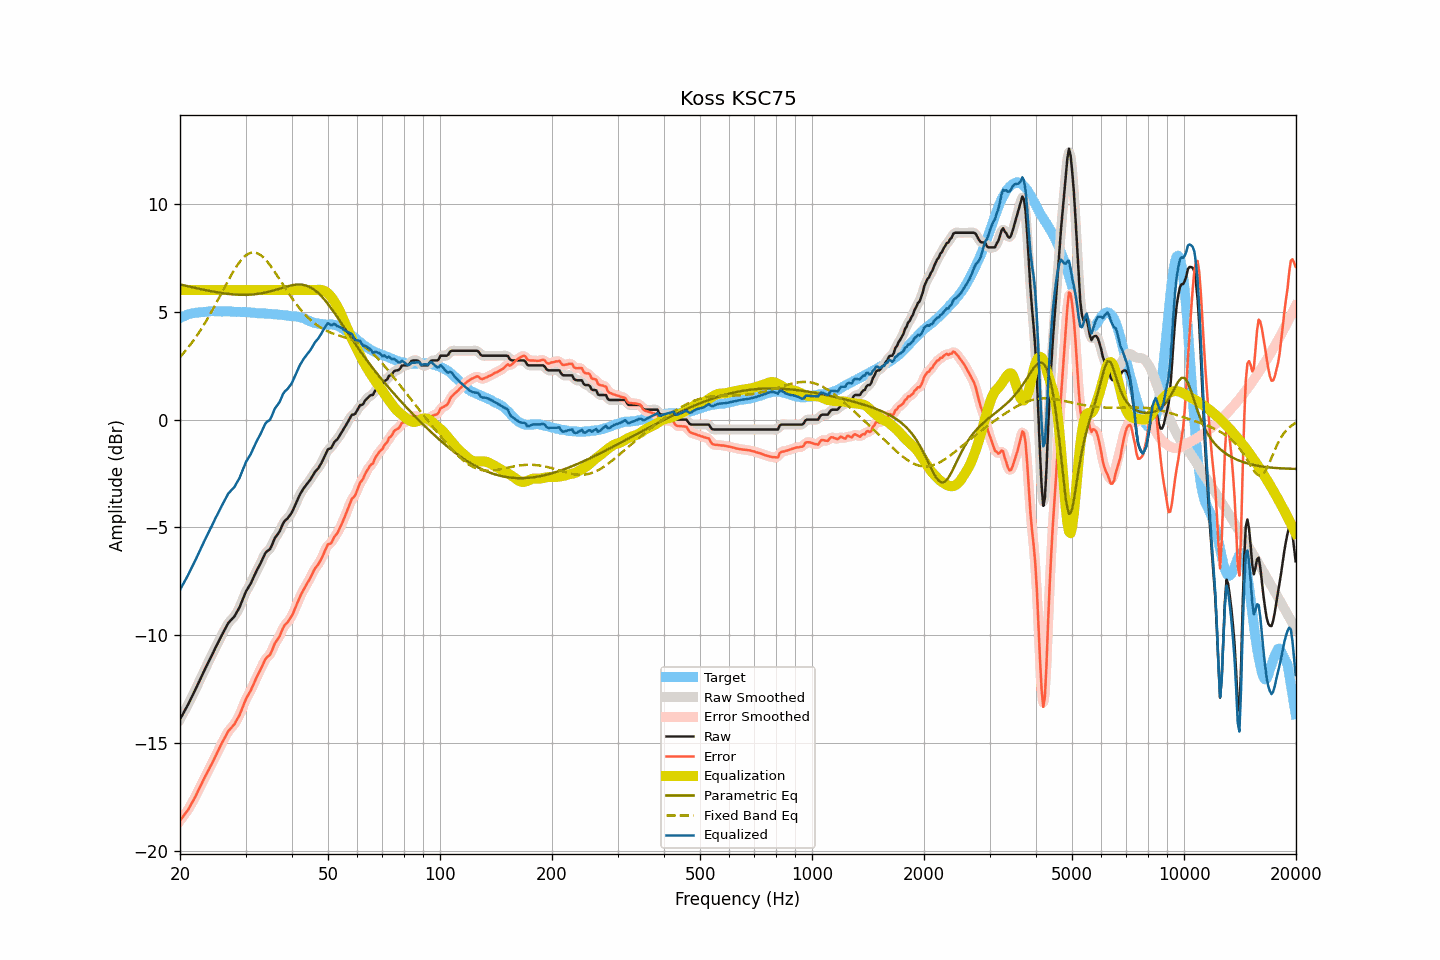 Koss KSC75
10
5
0
−5
−10
−15
−20
Amplitude (dBr)
Target
Raw Smoothed
Error Smoothed
Raw
Error
Equalization
Parametric Eq
Fixed Band Eq
Equalized
20 50 100 200 500 1000 2000 5000 10000 20000
Frequency (Hz)